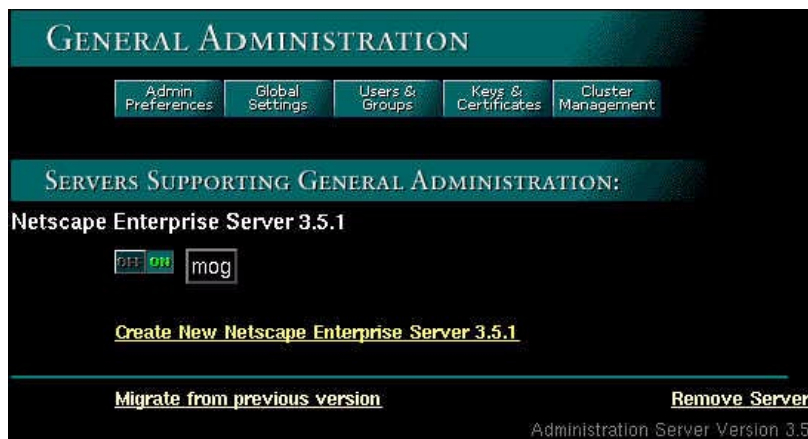 GENERAL ADMINISTRATION
Admin Preferences
Global Settings
Users & Groups
Keys & Certificates
Cluster Management
SERVERS SUPPORTING GENERAL ADMINISTRATION:
Netscape Enterprise Server 3.5.1
OFF ON mog
Create New Netscape Enterprise Server 3.5.1
Migrate from previous version Remove Server
Administration Server Version 3.5